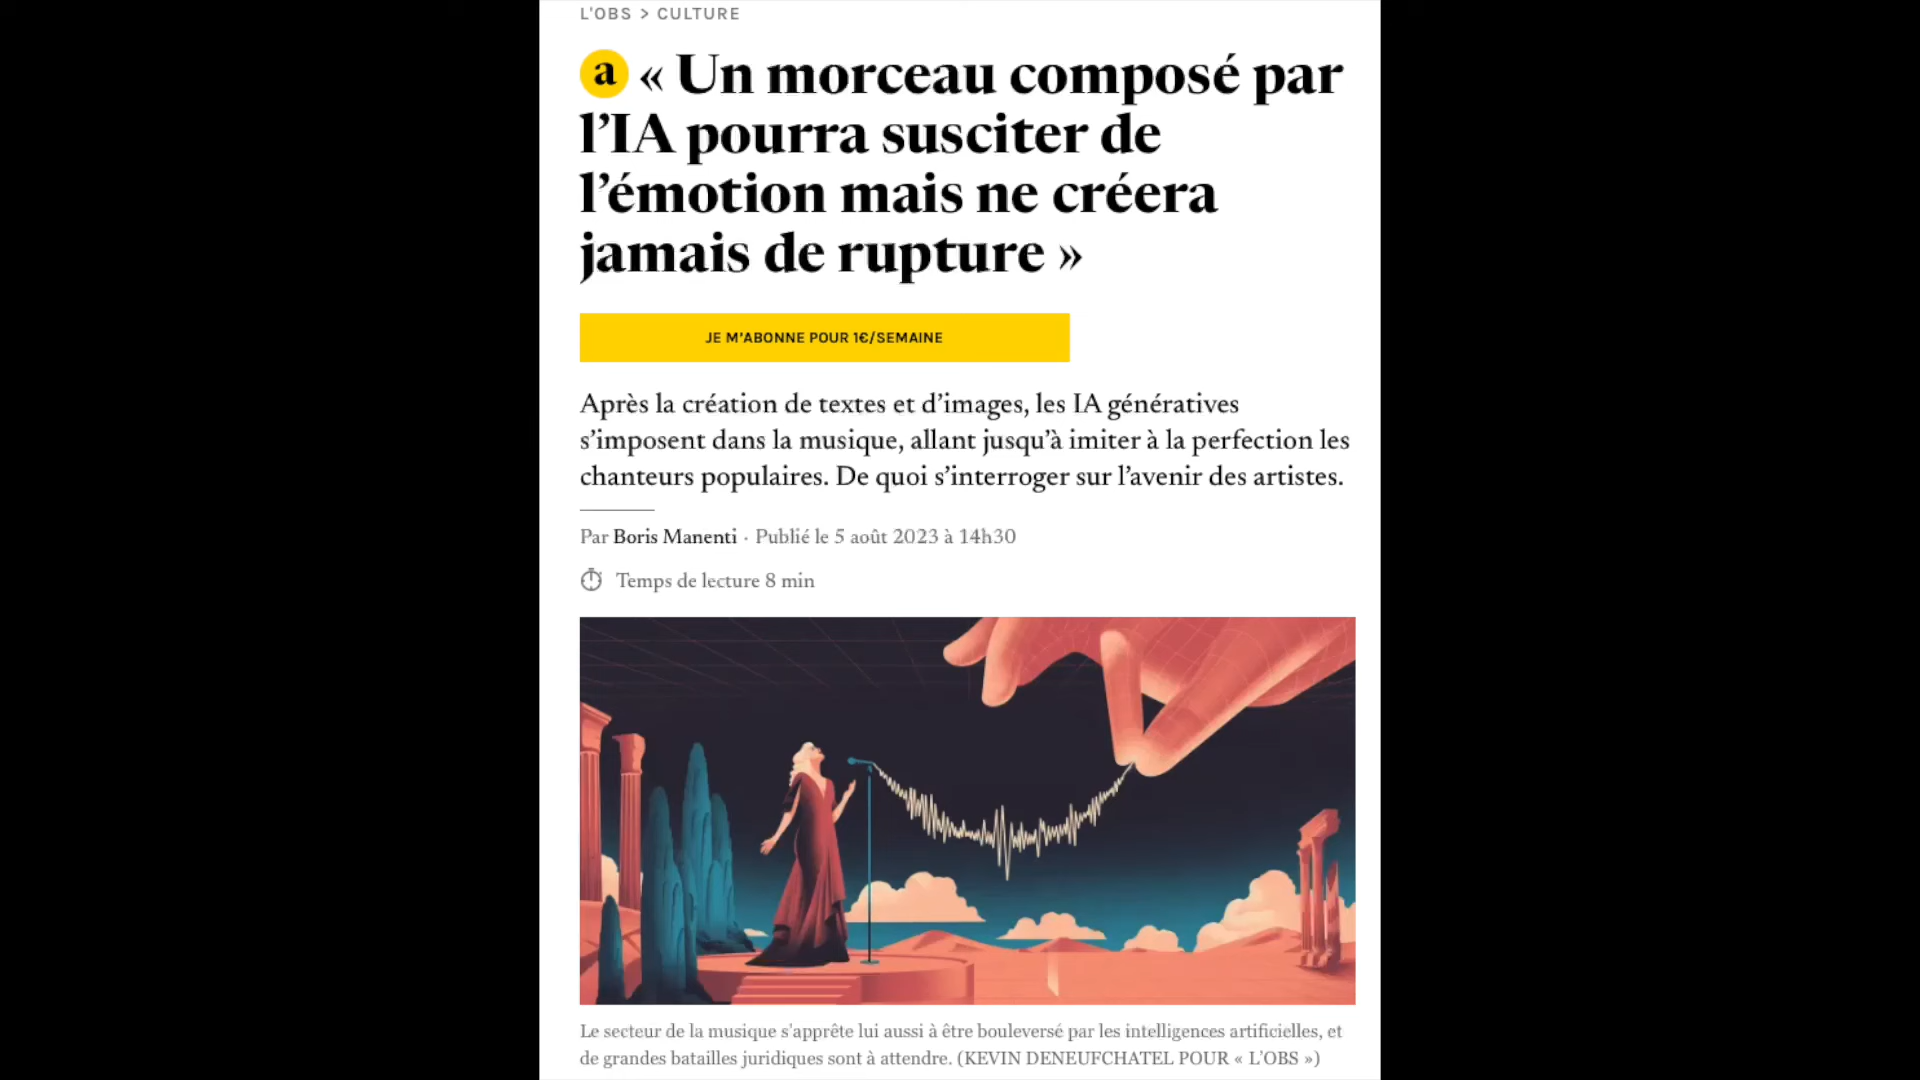 L'OBS > CULTURE
a « Un morceau composé par
l’IA pourra susciter de
l’émotion mais ne créera
jamais de rupture »
JE M'ABONNE POUR 1€/SEMAINE
Après la création de textes et d’images, les IA génératives
s’imposent dans la musique, allant jusqu’à imiter à la perfection les
chanteurs populaires. De quoi s’interroger sur l’avenir des artistes.
Par Boris Manenti · Publié le 5 août 2023 à 14h30
Temps de lecture 8 min
Le secteur de la musique s'apprête lui aussi à être bouleversé par les intelligences artificielles, et
de grandes batailles juridiques sont à attendre. (KEVIN DENEUFCHATEL POUR « L’OBS »)